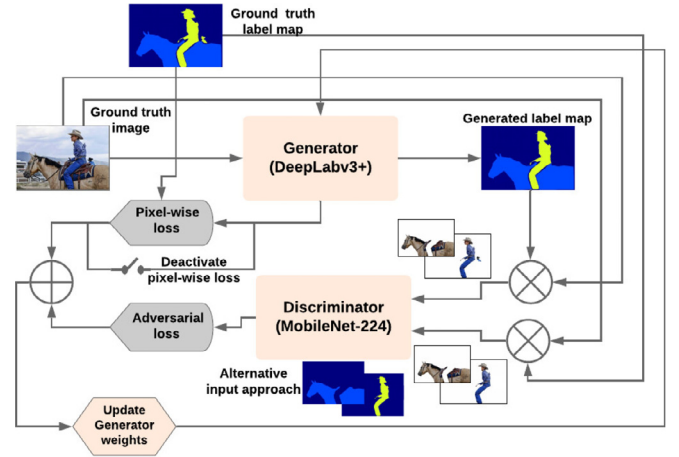 Ground truth
label map
Ground truth
image
Generator
(DeepLabv3+)
Generated label map
Pixel-wise
loss
Deactivate
pixel-wise loss
Discriminator
(MobileNet-224)
Adversarial
loss
Alternative
input approach
Update
Generator
weights